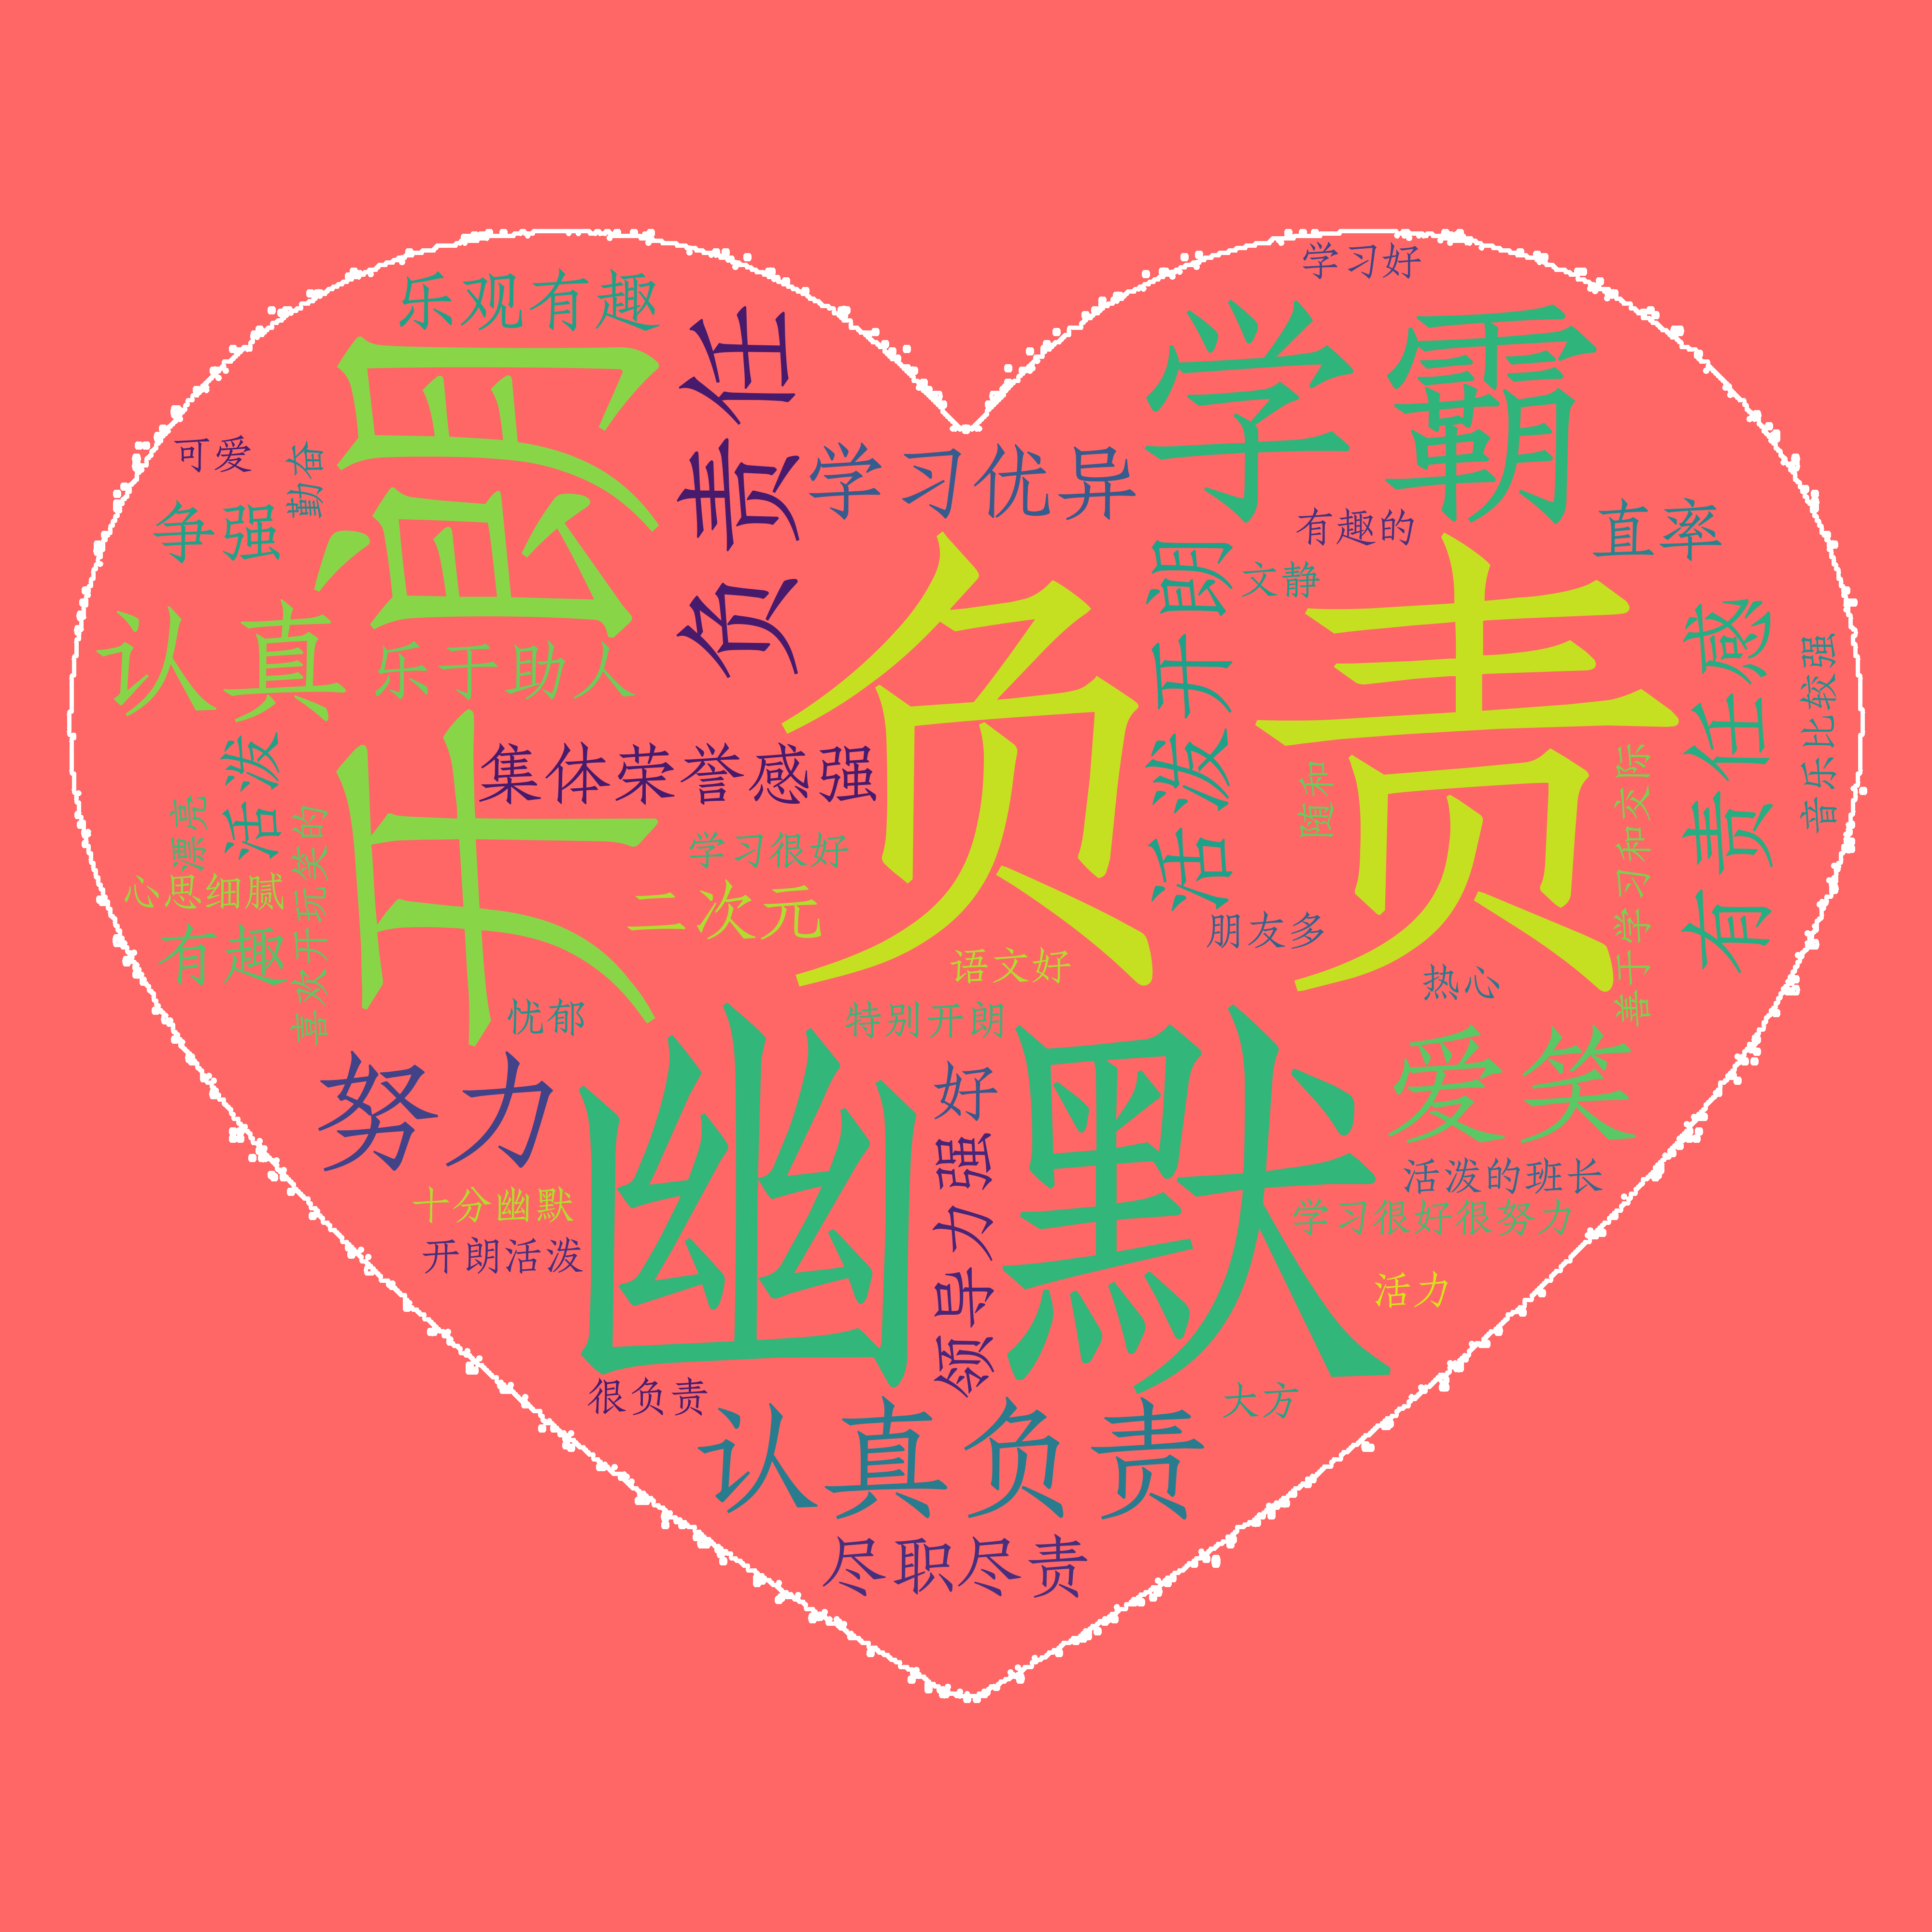 学习好
乐观有趣
学霸
负责任
开朗
可爱
勤奋
学习优异
争强
有趣的
直率
活泼开朗
文静
负责
认真
乐于助人
有责任感
音乐比较强
集体荣誉感强
活泼
漂亮
喜欢开玩笑的
随和
善于学习和交际
学习很好
心思细腻
二次元
朋友多
有趣
语文好
热心
忧郁
特别开朗
幽默
努力
好
爱笑
领导力强
活泼的班长
十分幽默
学习很好很努力
开朗活泼
活力
很负责
大方
认真负责
尽职尽责